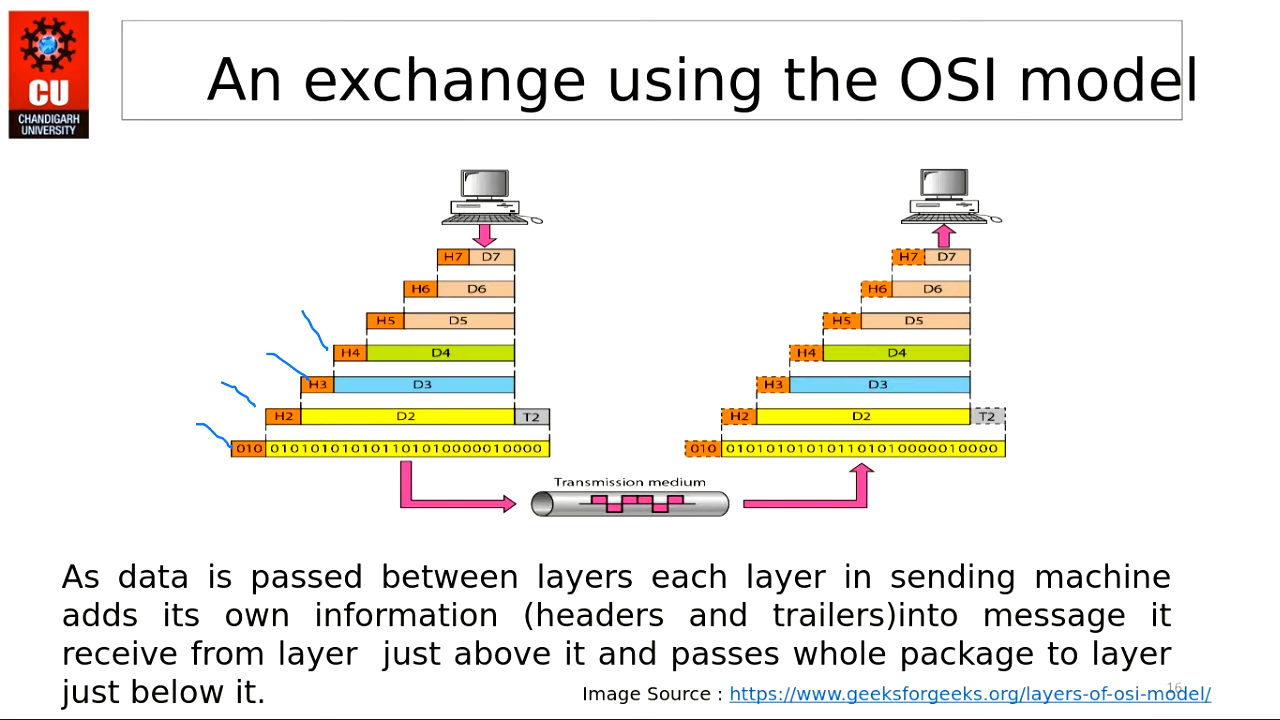 CU
CHANDIGARH
UNIVERSITY
An exchange using the OSI model
H7 D7 H7 D7
H6 D6 H6 D6
H5 D5 H5 D5
H4 D4 H4 D4
H3 D3 H3 D3
H2 D2 T2 H2 D2 T2
010 010101010101101010000010000 010 010101010101101010000010000
Transmission medium
As data is passed between layers each layer in sending machine
adds its own information (headers and trailers)into message it
receive from layer just above it and passes whole package to layer
just below it.
Image Source : https://www.geeksforgeeks.org/layers-of-osi-model/
16